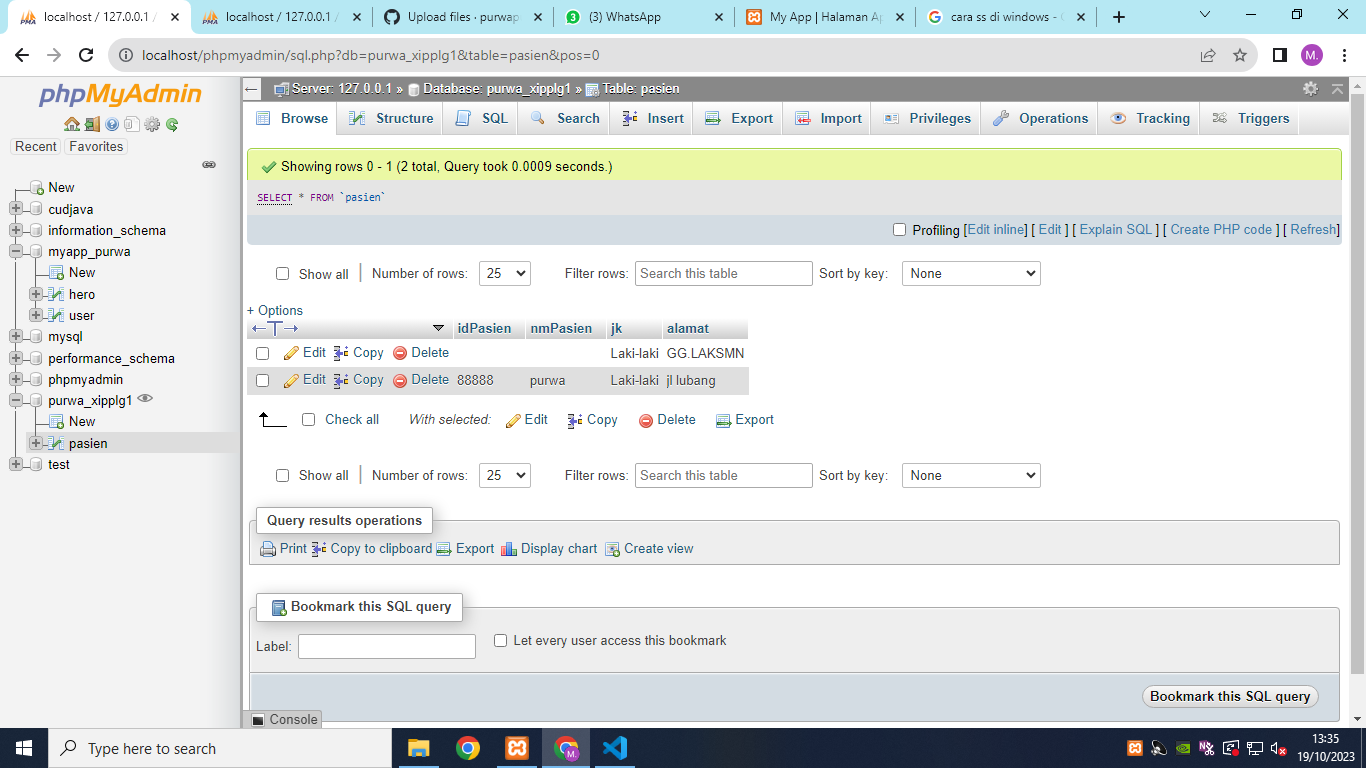 localhost / 127.0.0.1 /
localhost / 127.0.0.1 /
Upload files · purwap
(3) WhatsApp
My App | Halaman Ap
cara ss di windows - G
localhost/phpmyadmin/sql.php?db=purwa_xipplg1&table=pasien&pos=0
M.
phpMyAdmin
Recent Favorites
New
cudjava
information_schema
myapp_purwa
New
hero
user
mysql
performance_schema
phpmyadmin
purwa_xipplg1
New
pasien
test
Server: 127.0.0.1 » Database: purwa_xipplg1 » Table: pasien
Browse Structure SQL Search Insert Export Import Privileges Operations Tracking Triggers
Showing rows 0 - 1 (2 total, Query took 0.0009 seconds.)
SELECT * FROM `pasien`
Profiling [Edit inline] [ Edit ] [ Explain SQL ] [ Create PHP code ] [ Refresh]
Show all | Number of rows: 25 Filter rows: Search this table Sort by key: None
+ Options
←T→ idPasien nmPasien jk alamat
Edit Copy Delete Laki-laki GG.LAKSMN
Edit Copy Delete 88888 purwa Laki-laki jl lubang
Check all With selected: Edit Copy Delete Export
Show all | Number of rows: 25 Filter rows: Search this table Sort by key: None
Query results operations
Print Copy to clipboard Export Display chart Create view
Bookmark this SQL query
Label: Let every user access this bookmark
Bookmark this SQL query
Console
Type here to search
13:35
19/10/2023